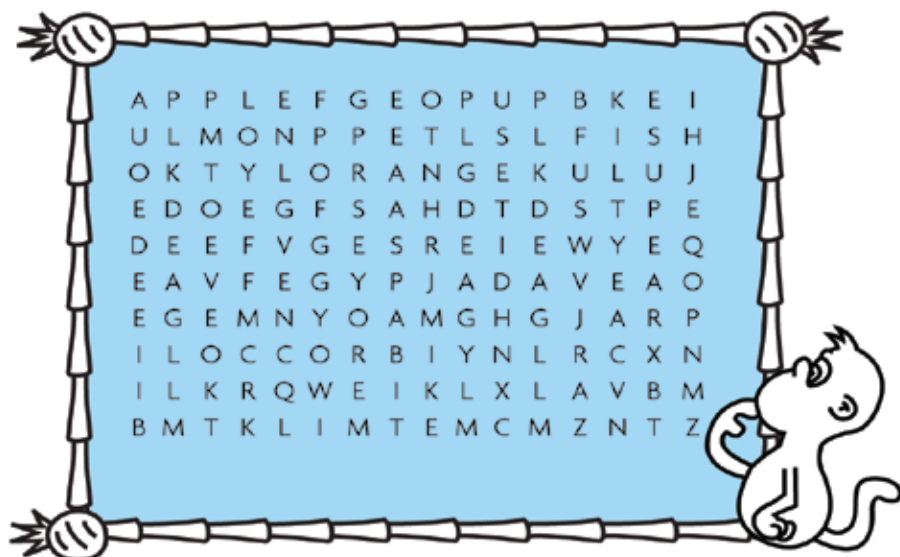 A P P L E F G E O P U P B K E I
U L M O N P P E T L S L F I S H
O K T Y L O R A N G E K U L U J
E D O E G F S A H D T D S T P E
D E E F V G E S R E I E W Y E Q
E A V F E G Y P J A D A V E A O
E G E M N Y O A M G H G J A R P
I L O C C O R B I Y N L R C X N
I L K R Q W E I K L X L A V B M
B M T K L I M T E M C M Z N T Z